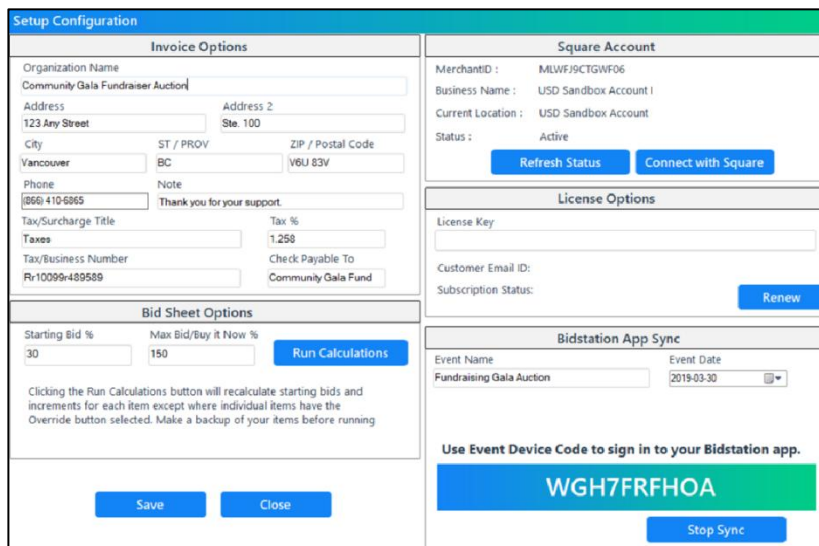 Setup Configuration
Invoice Options
Organization Name
Community Gala Fundraiser Auction
Address Address 2
123 Any Street Ste. 100
City ST / PROV ZIP / Postal Code
Vancouver BC V6U 83V
Phone Note
(866) 410-6865 Thank you for your support.
Tax/Surcharge Title Tax %
Taxes 1.258
Tax/Business Number Check Payable To
Rr10099r489589 Community Gala Fund
Bid Sheet Options
Starting Bid % Max Bid/Buy it Now %
30 150 Run Calculations
Clicking the Run Calculations button will recalculate starting bids and
increments for each item except where individual items have the
Override button selected. Make a backup of your items before running
Save Close
Square Account
MerchantID : MLWFJ9CTGWF06
Business Name : USD Sandbox Account I
Current Location : USD Sandbox Account
Status : Active
Refresh Status Connect with Square
License Options
License Key
Customer Email ID:
Subscription Status:
Renew
Bidstation App Sync
Event Name Event Date
Fundraising Gala Auction 2019-03-30
Use Event Device Code to sign in to your Bidstation app.
WGH7FRFHOA
Stop Sync